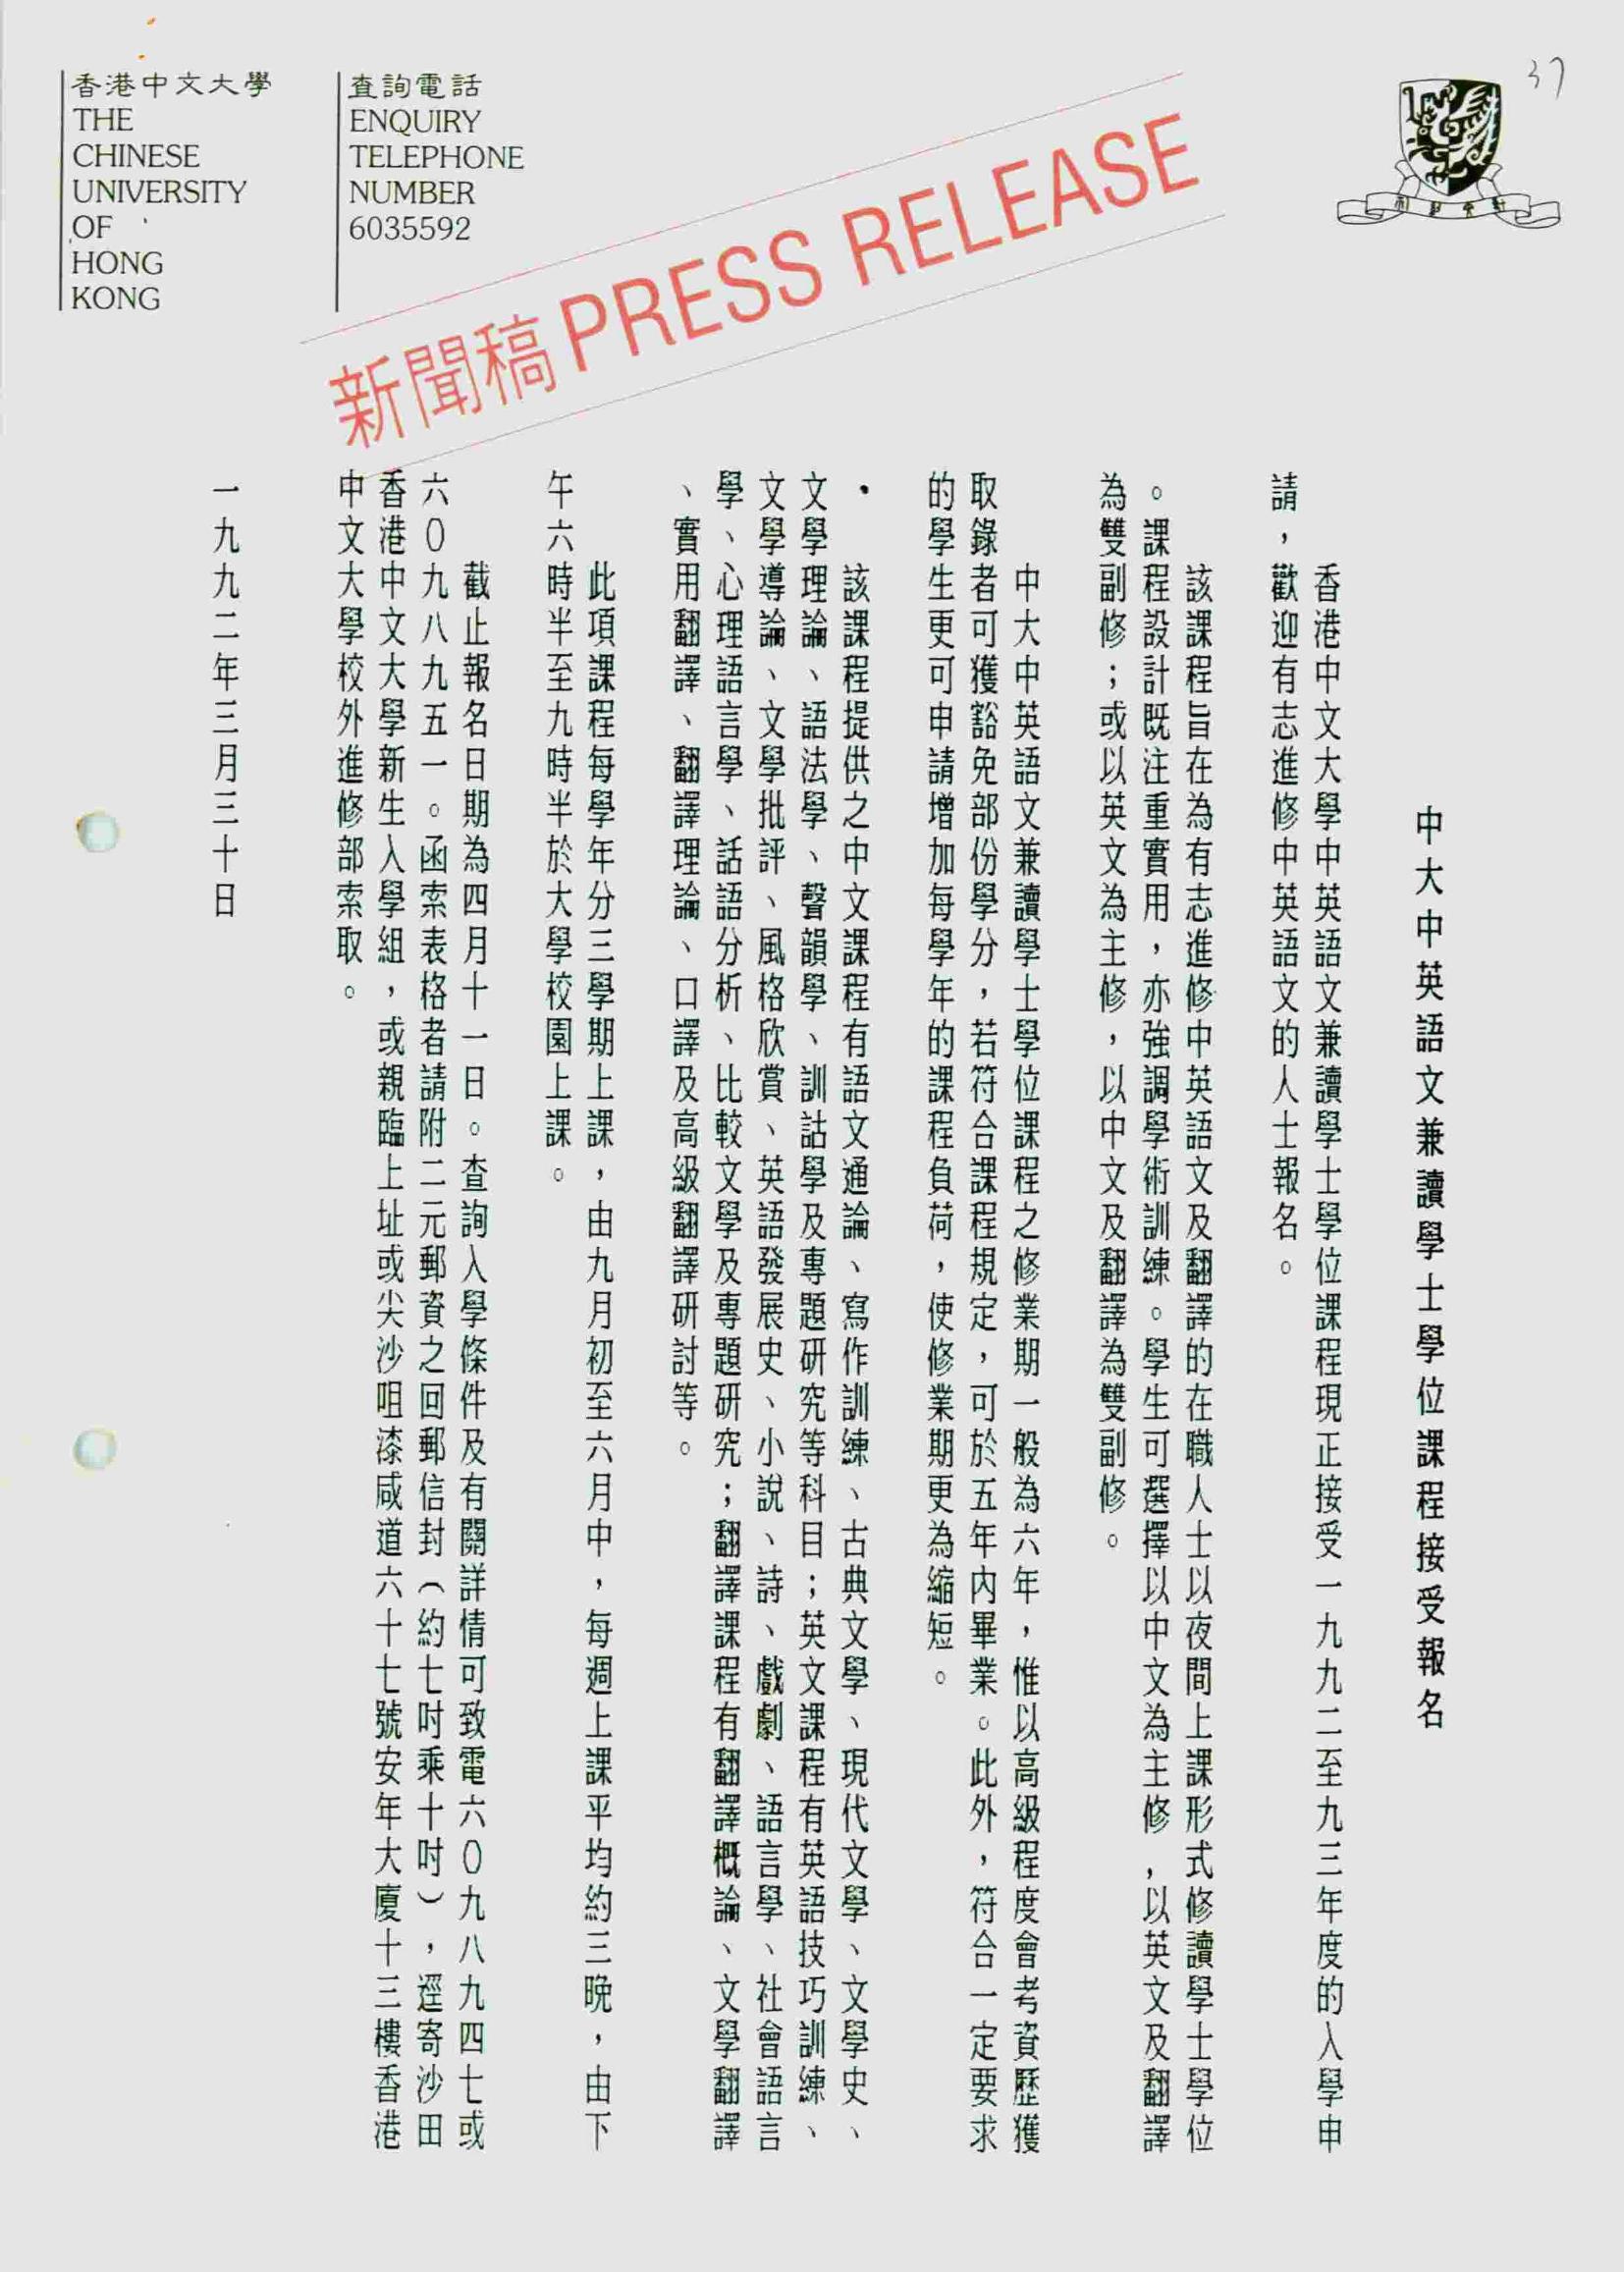 香港中文大學
THE
CHINESE
UNIVERSITY
OF
HONG
KONG
查詢電話
ENQUIRY
TELEPHONE
NUMBER
6035592
新聞稿 PRESS RELEASE
37
中大中英語文兼讀學士學位課程接受報名
香港中文大學中英語文兼讀學士學位課程現正接受一九九二至九三年度的入學申
請，歡迎有志進修中英語文的人士報名。
該課程旨在為有志進修中英語文及翻譯的在職人士以夜間上課形式修讀學士學位
。課程設計既注重實用，亦強調學術訓練。學生可選擇以中文為主修，以英文及翻譯
為雙副修；或以英文為主修，以中文及翻譯為雙副修。
中大中英語文兼讀學士學位課程之修業期一般為六年，惟以高級程度會考資歷獲
取錄者可獲豁免部份學分，若符合課程規定，可於五年內畢業。此外，符合一定要求
的學生更可申請增加每學年的課程負荷，使修業期更為縮短。
該課程提供之中文課程有語文通論、寫作訓練、古典文學、現代文學、文學史、
文學理論、語法學、聲韻學、訓詁學及專題研究等科目；英文課程有英語技巧訓練、
文學導論、文學批評、風格欣賞、英語發展史、小說、詩、戲劇、語言學、社會語言
學、心理語言學、話語分析、比較文學及專題研究；翻譯課程有翻譯概論、文學翻譯
、實用翻譯、翻譯理論、口譯及高級翻譯研討等。
此項課程每學年分三學期上課，由九月初至六月中，每週上課平均約三晚，由下
午六時半至九時半於大學校園上課。
截止報名日期為四月十一日。查詢入學條件及有關詳情可致電六〇九八九四七或
六〇九八九五一。函索表格者請附二元郵資之回郵信封（約七吋乘十吋），逕寄沙田
香港中文大學新生入學組，或親臨上址或尖沙咀漆咸道六十七號安年大廈十三樓香港
中文大學校外進修部索取。
一九九二年三月三十日